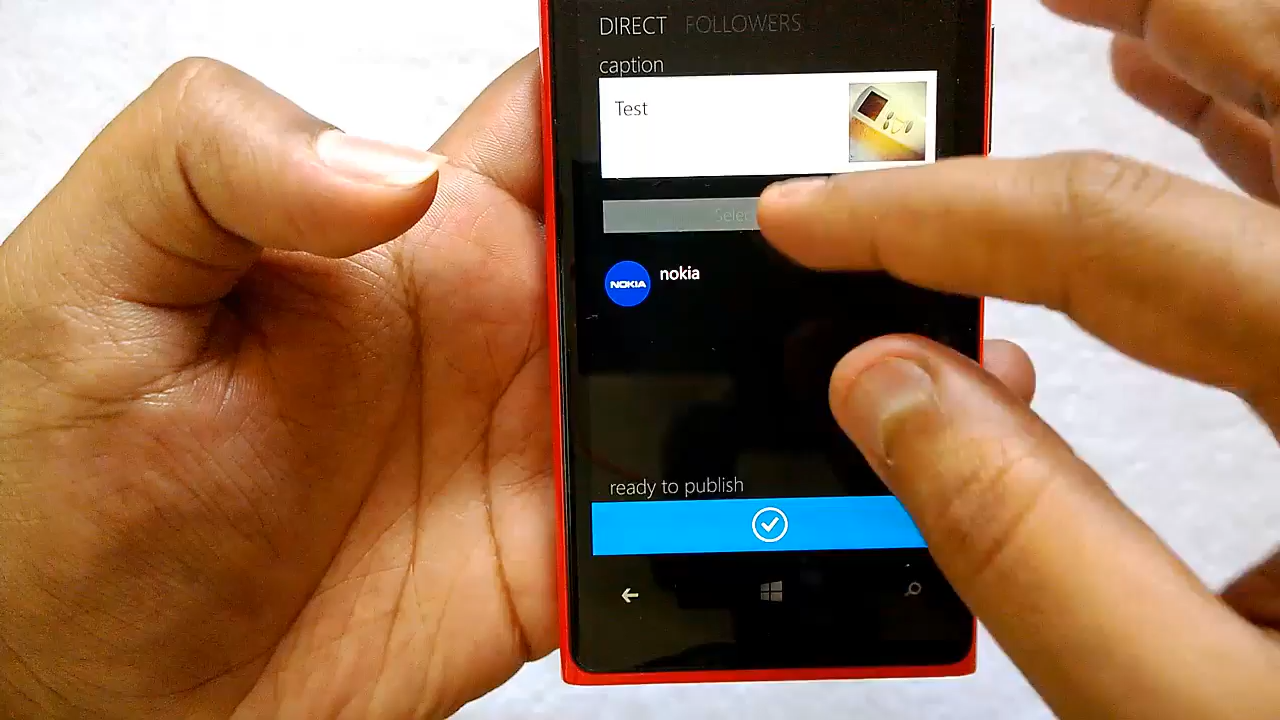 DIRECT FOLLOWERS
caption
Test
NOKIA nokia
ready to publish